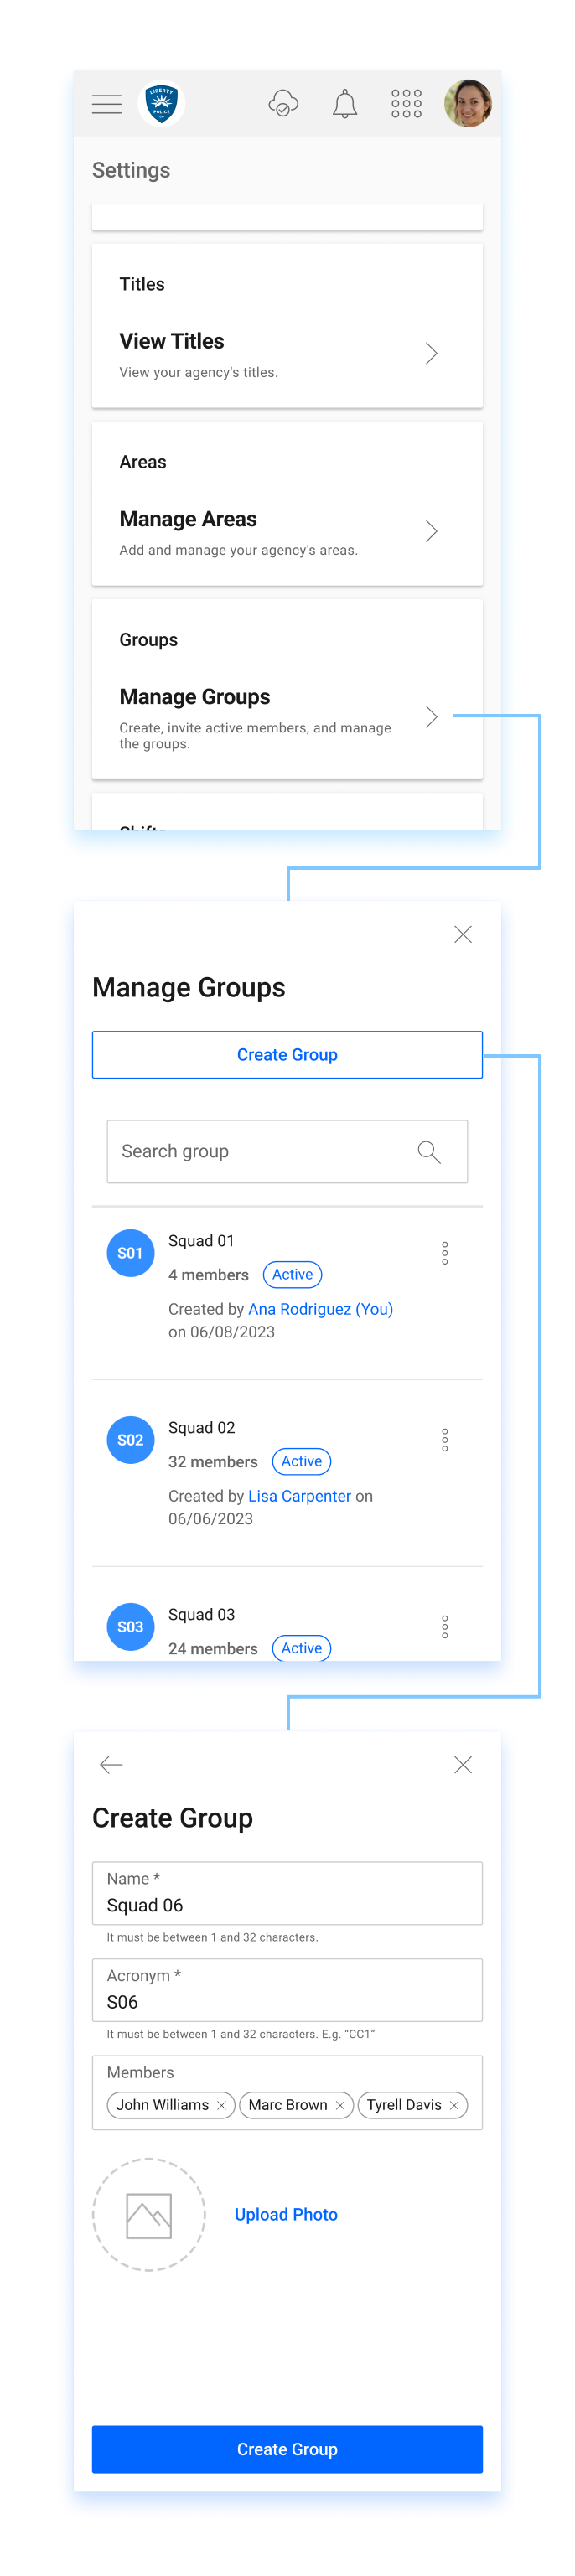 LIBERTY
POLICE
Settings
Titles
View Titles
View your agency's titles.
Areas
Manage Areas
Add and manage your agency's areas.
Groups
Manage Groups
Create, invite active members, and manage
the groups.
Manage Groups
Create Group
Search group
S01
Squad 01
4 members Active
Created by Ana Rodriguez (You)
on 06/08/2023
S02
Squad 02
32 members Active
Created by Lisa Carpenter on
06/06/2023
S03
Squad 03
24 members Active
Create Group
Name *
Squad 06
It must be between 1 and 32 characters.
Acronym *
S06
It must be between 1 and 32 characters. E.g. “CC1”
Members
John Williams Marc Brown Tyrell Davis
Upload Photo
Create Group